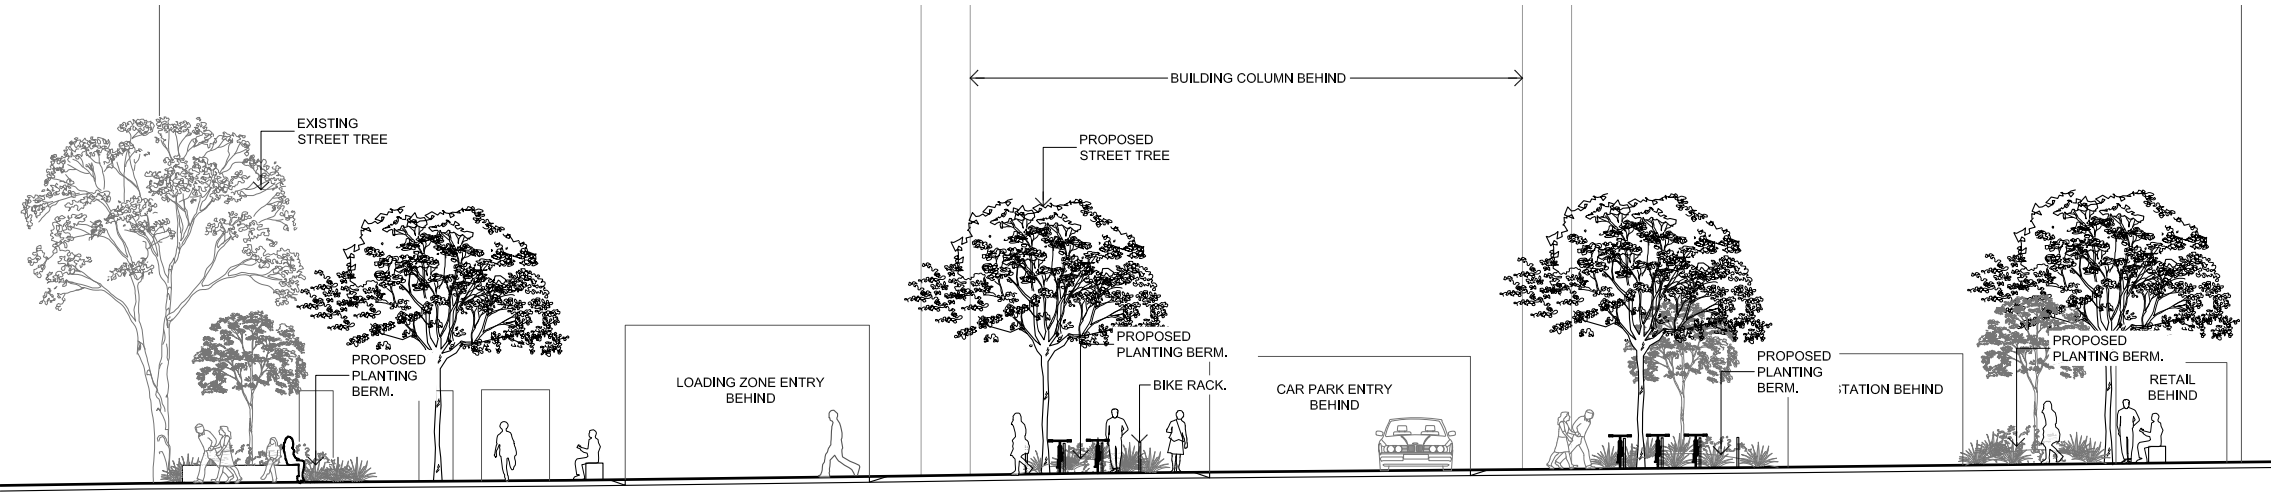 BUILDING COLUMN BEHIND
EXISTING
STREET TREE
PROPOSED
STREET TREE
PROPOSED
PLANTING
BERM.
LOADING ZONE ENTRY
BEHIND
PROPOSED
PLANTING BERM.
BIKE RACK.
CAR PARK ENTRY
BEHIND
PROPOSED
PLANTING
BERM.
BEHIND
PROPOSED
PLANTING BERM.
RETAIL
BEHIND